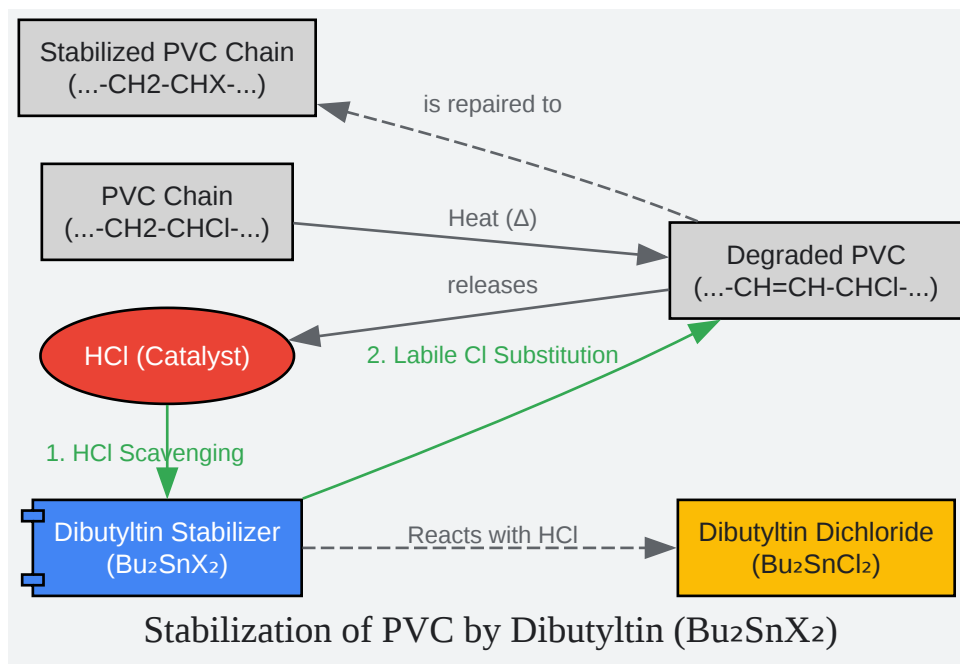 Stabilized PVC Chain
(...-CH2-CHX-...)
is repaired to
PVC Chain
(...-CH2-CHCl-...)
Heat (Δ)
Degraded PVC
(...-CH=CH-CHCl-...)
releases
HCl (Catalyst)
2. Labile Cl Substitution
1. HCl Scavenging
Dibutyltin Stabilizer
(Bu₂SnX₂)
Reacts with HCl
Dibutyltin Dichloride
(Bu₂SnCl₂)
Stabilization of PVC by Dibutyltin (Bu₂SnX₂)